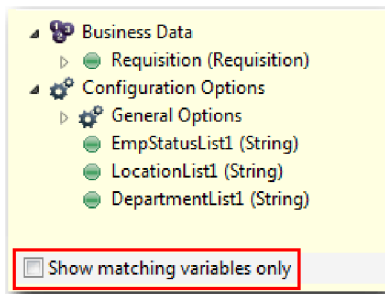 Business Data
Requisition (Requisition)
Configuration Options
General Options
EmpStatusList1 (String)
LocationList1 (String)
DepartmentList1 (String)
Show matching variables only